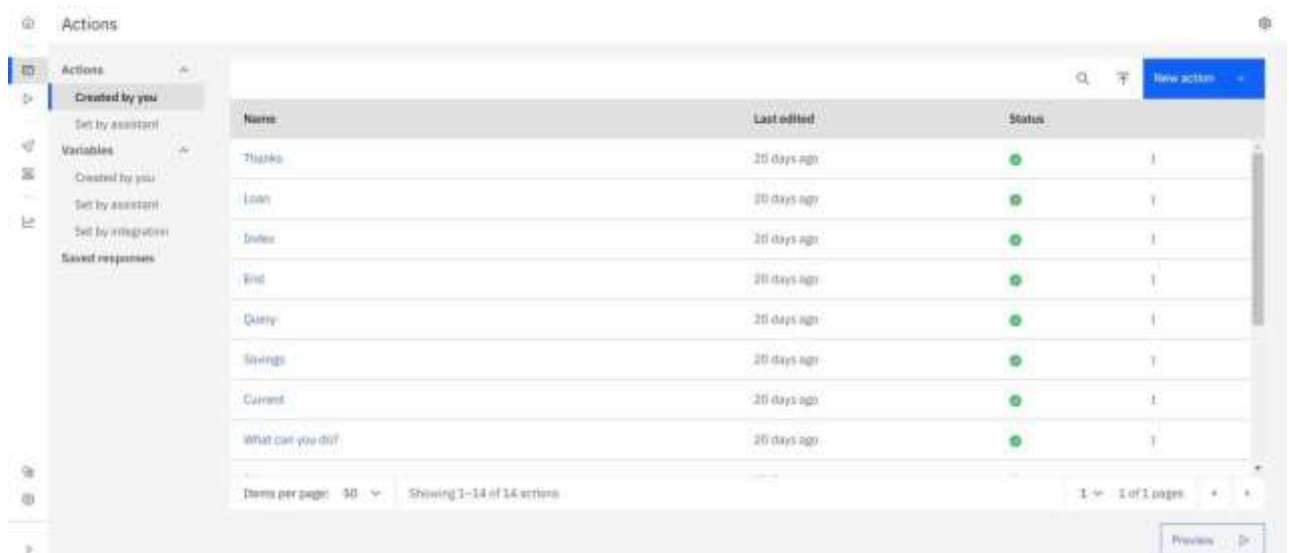 Actions
Actions
Created by you
Set by assistant
Variables
Created by you
Set by assistant
Set by integration
Saved responses
New action
Name Last edited Status
Thanks 20 days ago
Loan 20 days ago
Index 20 days ago
End 20 days ago
Query 20 days ago
Savings 20 days ago
Current 20 days ago
What can you do? 20 days ago
Items per page: 50 Showing 1–14 of 14 actions 1 1 of 1 pages
Preview